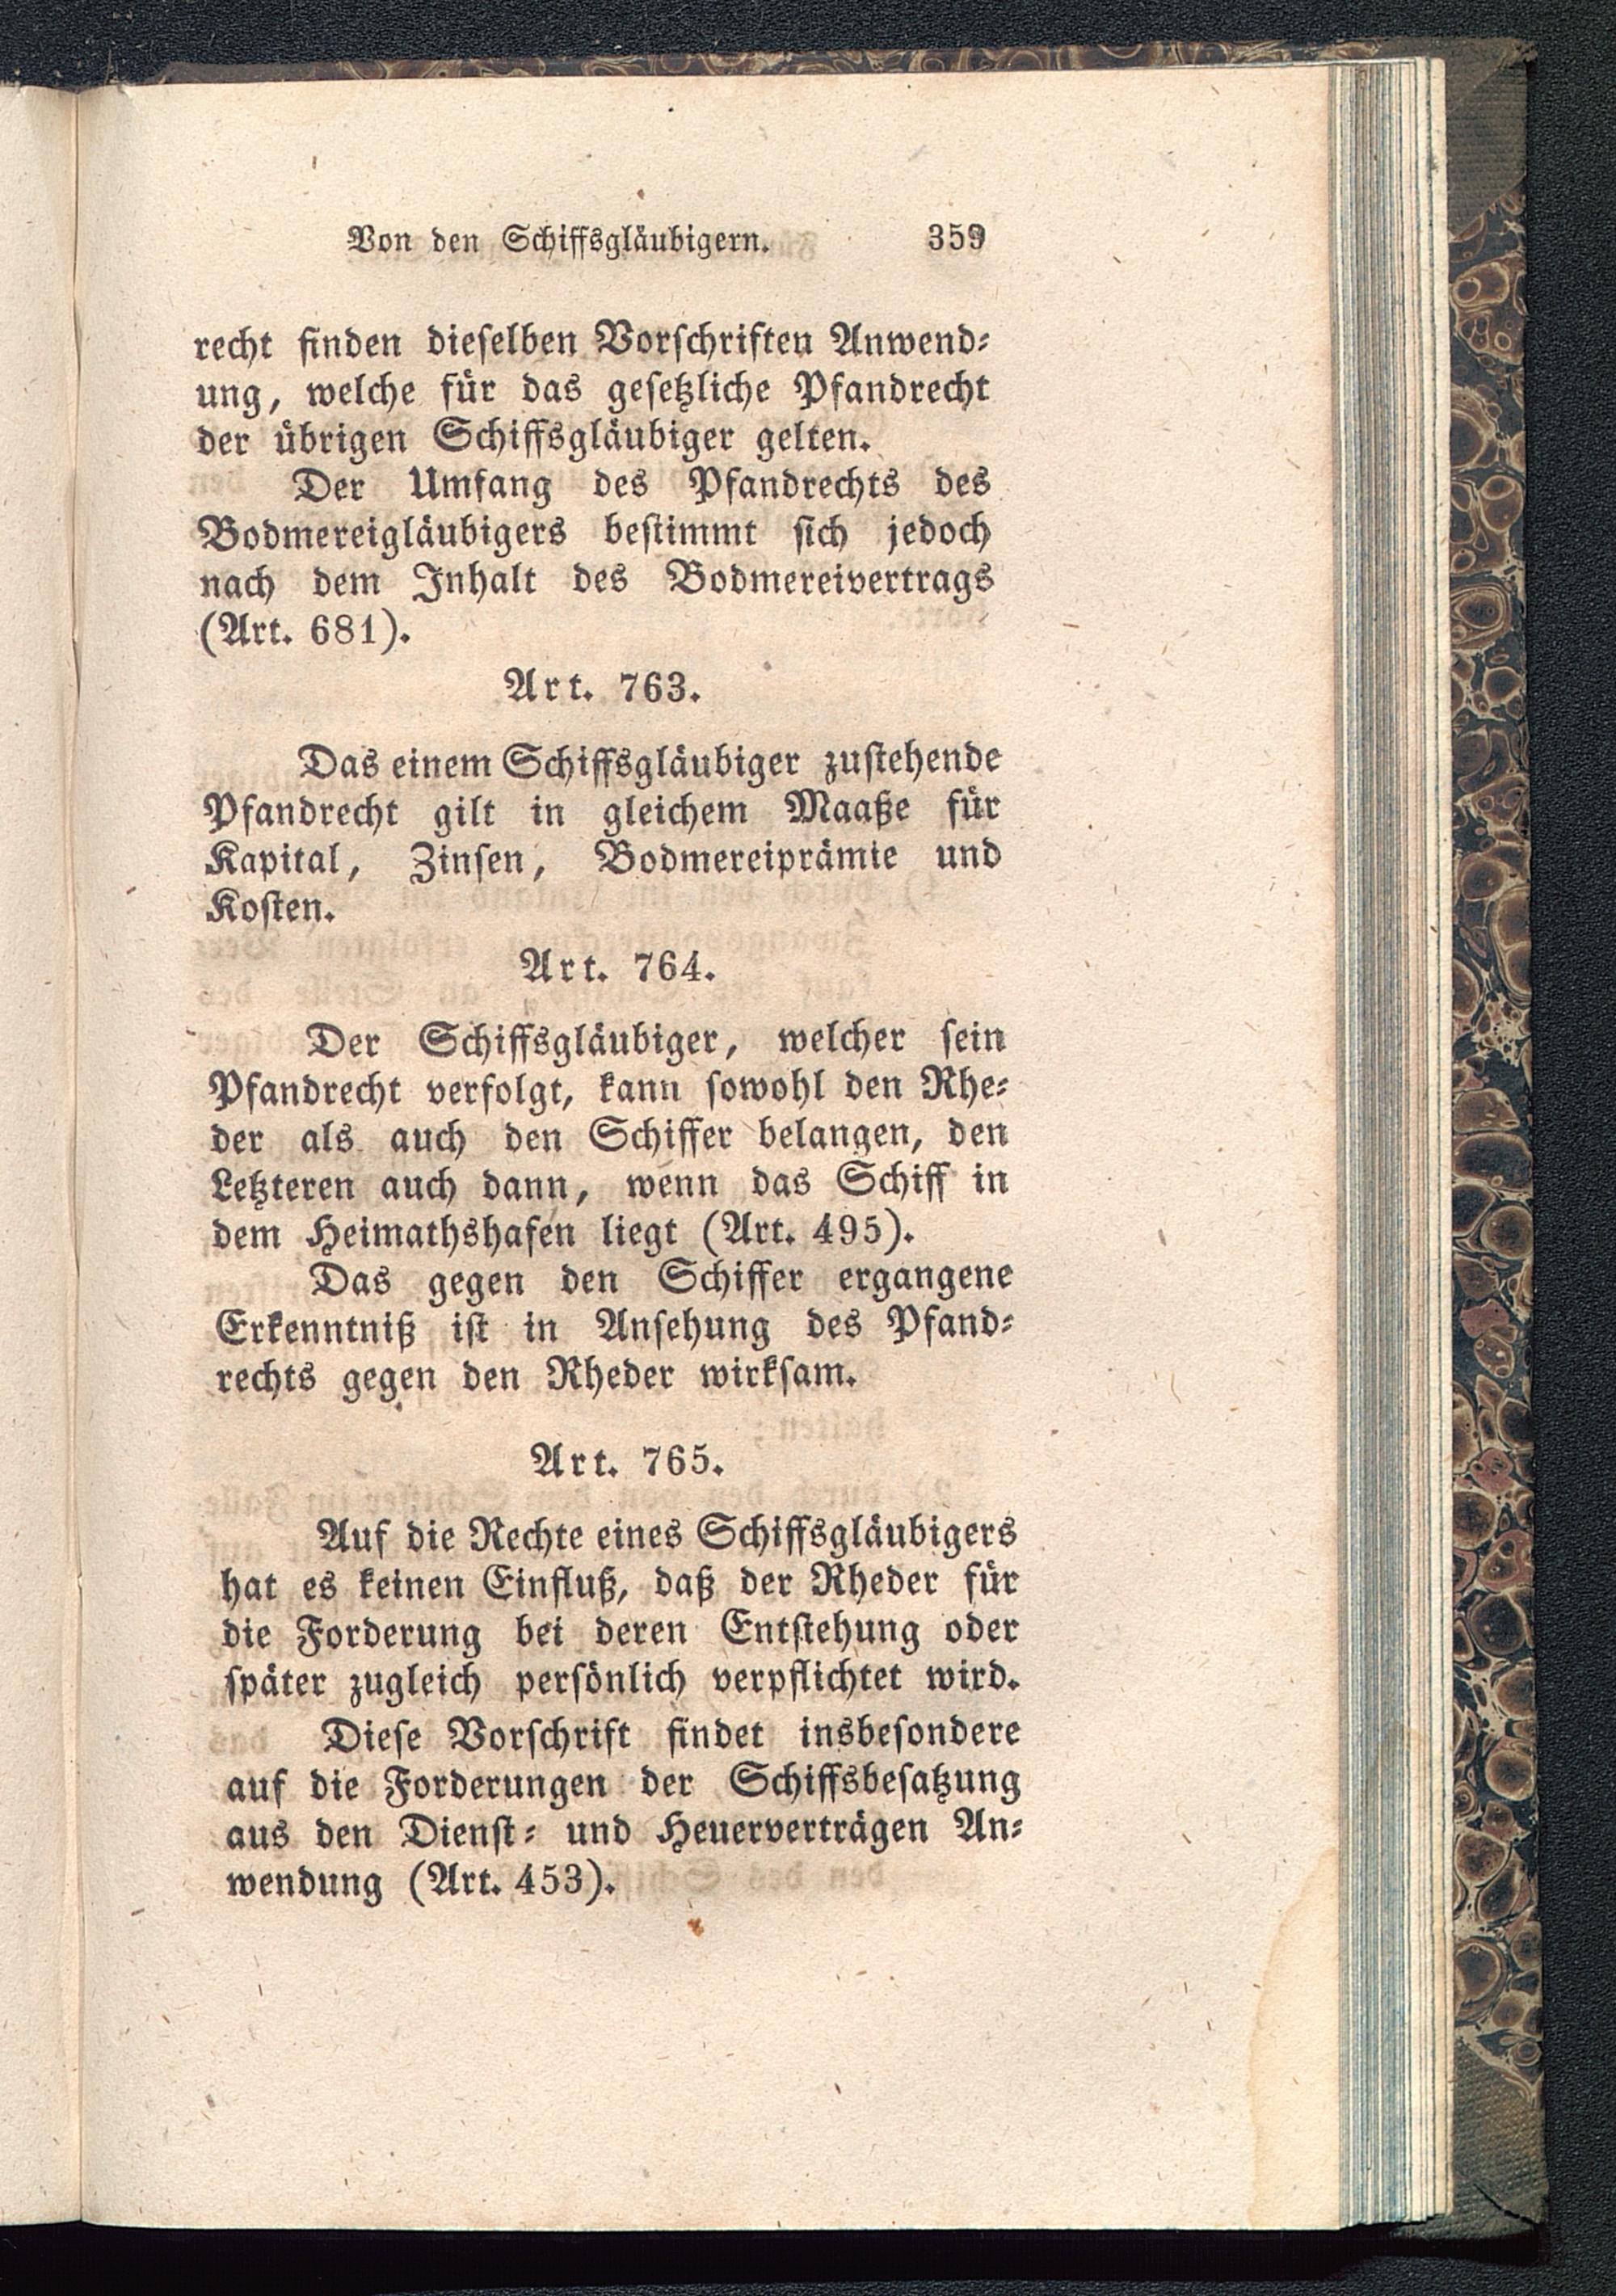 Von den Schiffsgläubigern. 359
recht finden dieselben Vorschriften Anwend-
ung, welche für das gesetzliche Pfandrecht
der übrigen Schiffsgläubiger gelten.
Der Umfang des Pfandrechts des
Bodmereigläubigers bestimmt sich jedoch
nach dem Inhalt des Bodmereivertrags
(Art. 681).
Art. 763.
Das einem Schiffsgläubiger zustehende
Pfandrecht gilt in gleichem Maaße für
Kapital, Zinsen, Bodmereiprämie und
Kosten.
Art. 764.
Der Schiffsgläubiger, welcher sein
Pfandrecht verfolgt, kann sowohl den Rhe-
der als auch den Schiffer belangen, den
Letzteren auch dann, wenn das Schiff in
dem Heimathshafen liegt (Art. 495).
Das gegen den Schiffer ergangene
Erkenntniß ist in Ansehung des Pfand-
rechts gegen den Rheder wirksam.
Art. 765.
Auf die Rechte eines Schiffsgläubigers
hat es keinen Einfluß, daß der Rheder für
die Forderung bei deren Entstehung oder
später zugleich persönlich verpflichtet wird.
Diese Vorschrift findet insbesondere
auf die Forderungen der Schiffsbesatzung
aus den Dienst- und Heuerverträgen An-
wendung (Art. 453).